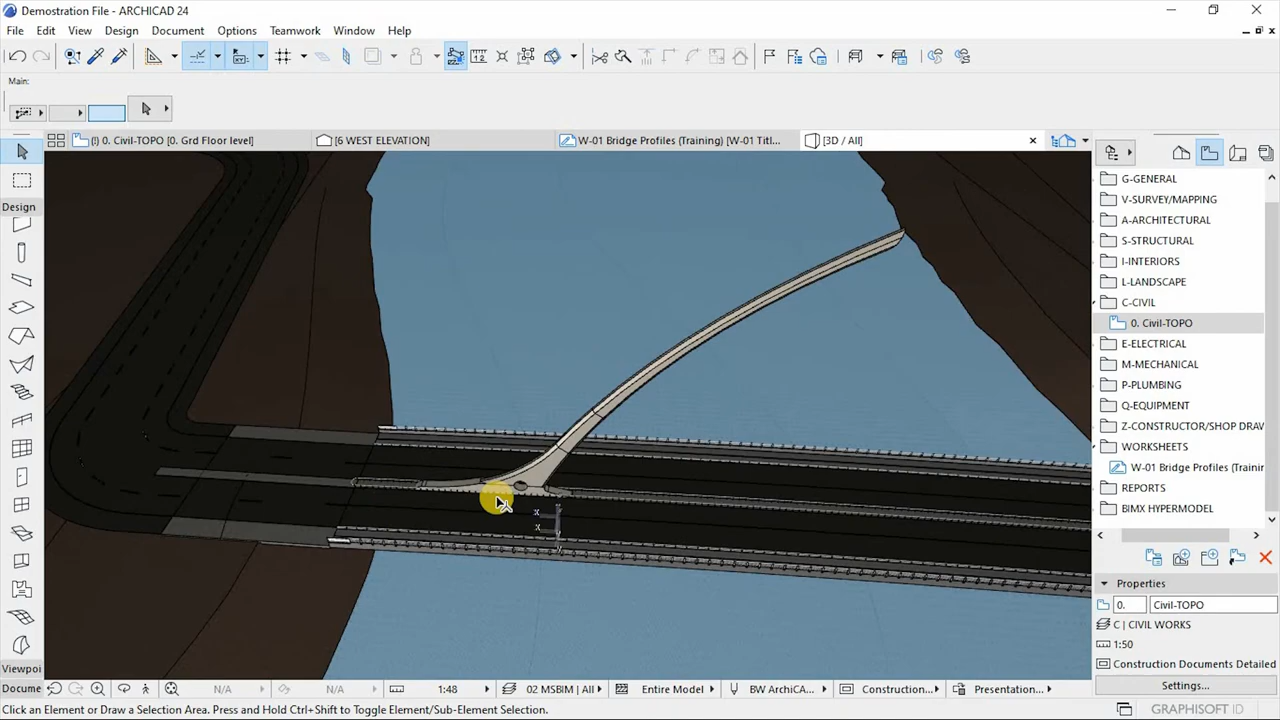 Demostration File - ARCHICAD 24
File Edit View Design Document Options Teamwork Window Help
Main:
(!) 0. Civil-TOPO [0. Grd Floor level]
[6 WEST ELEVATION]
W-01 Bridge Profiles (Training) [W-01 Titl...
[3D / All]
Design
G-GENERAL
V-SURVEY/MAPPING
A-ARCHITECTURAL
S-STRUCTURAL
I-INTERIORS
L-LANDSCAPE
C-CIVIL
0. Civil-TOPO
E-ELECTRICAL
M-MECHANICAL
P-PLUMBING
Q-EQUIPMENT
Z-CONSTRUCTOR/SHOP DRAW
WORKSHEETS
W-01 Bridge Profiles (Trainin
REPORTS
BIMX HYPERMODEL
Properties
0. Civil-TOPO
C | CIVIL WORKS
1:50
Construction Documents Detailed
Settings...
Viewpoi
Docume
N/A
N/A
1:48
02 MSBIM | All
Entire Model
BW ArchiCA...
Construction...
Presentation...
Click an Element or Draw a Selection Area. Press and Hold Ctrl+Shift to Toggle Element/Sub-Element Selection.
GRAPHISOFT ID